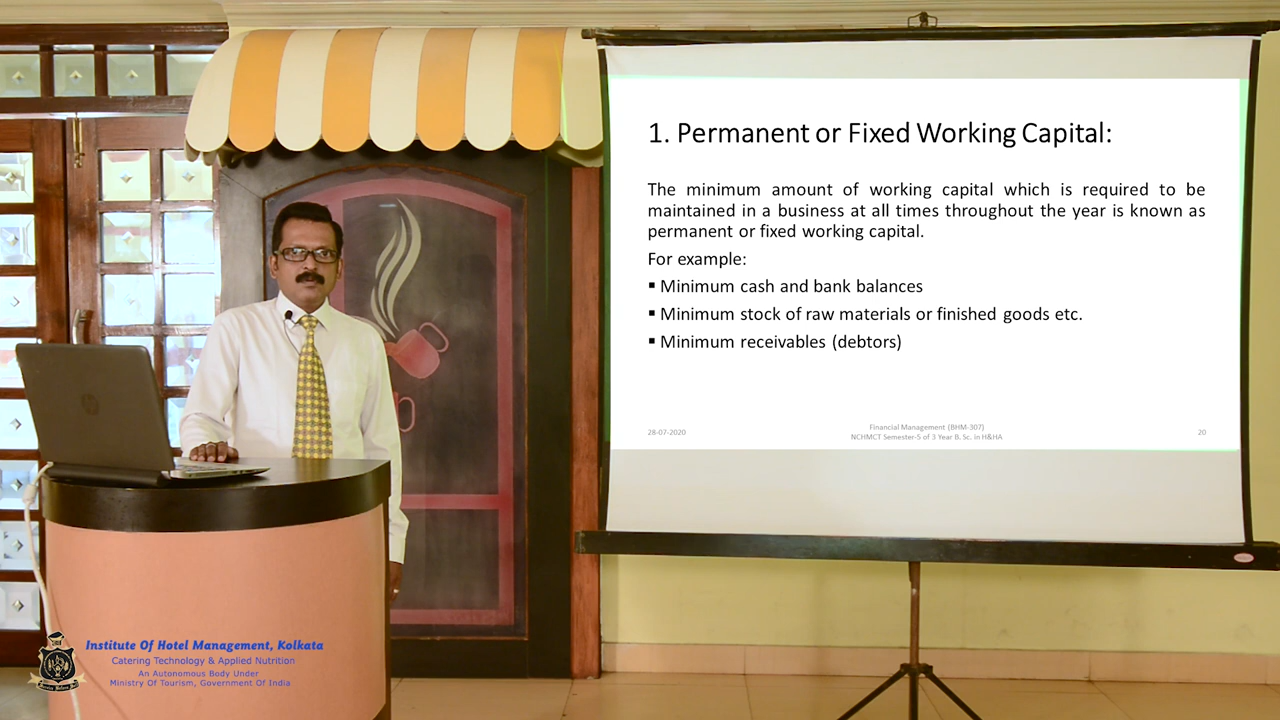 1. Permanent or Fixed Working Capital:
The minimum amount of working capital which is required to be
maintained in a business at all times throughout the year is known as
permanent or fixed working capital.
For example:
▪ Minimum cash and bank balances
▪ Minimum stock of raw materials or finished goods etc.
▪ Minimum receivables (debtors)
28-07-2020
Financial Management (BHM-307)
NCHMCT Semester-5 of 3 Year B. Sc. in H&HA
20
Institute Of Hotel Management, Kolkata
Catering Technology & Applied Nutrition
An Autonomous Body Under
Ministry Of Tourism, Government Of India